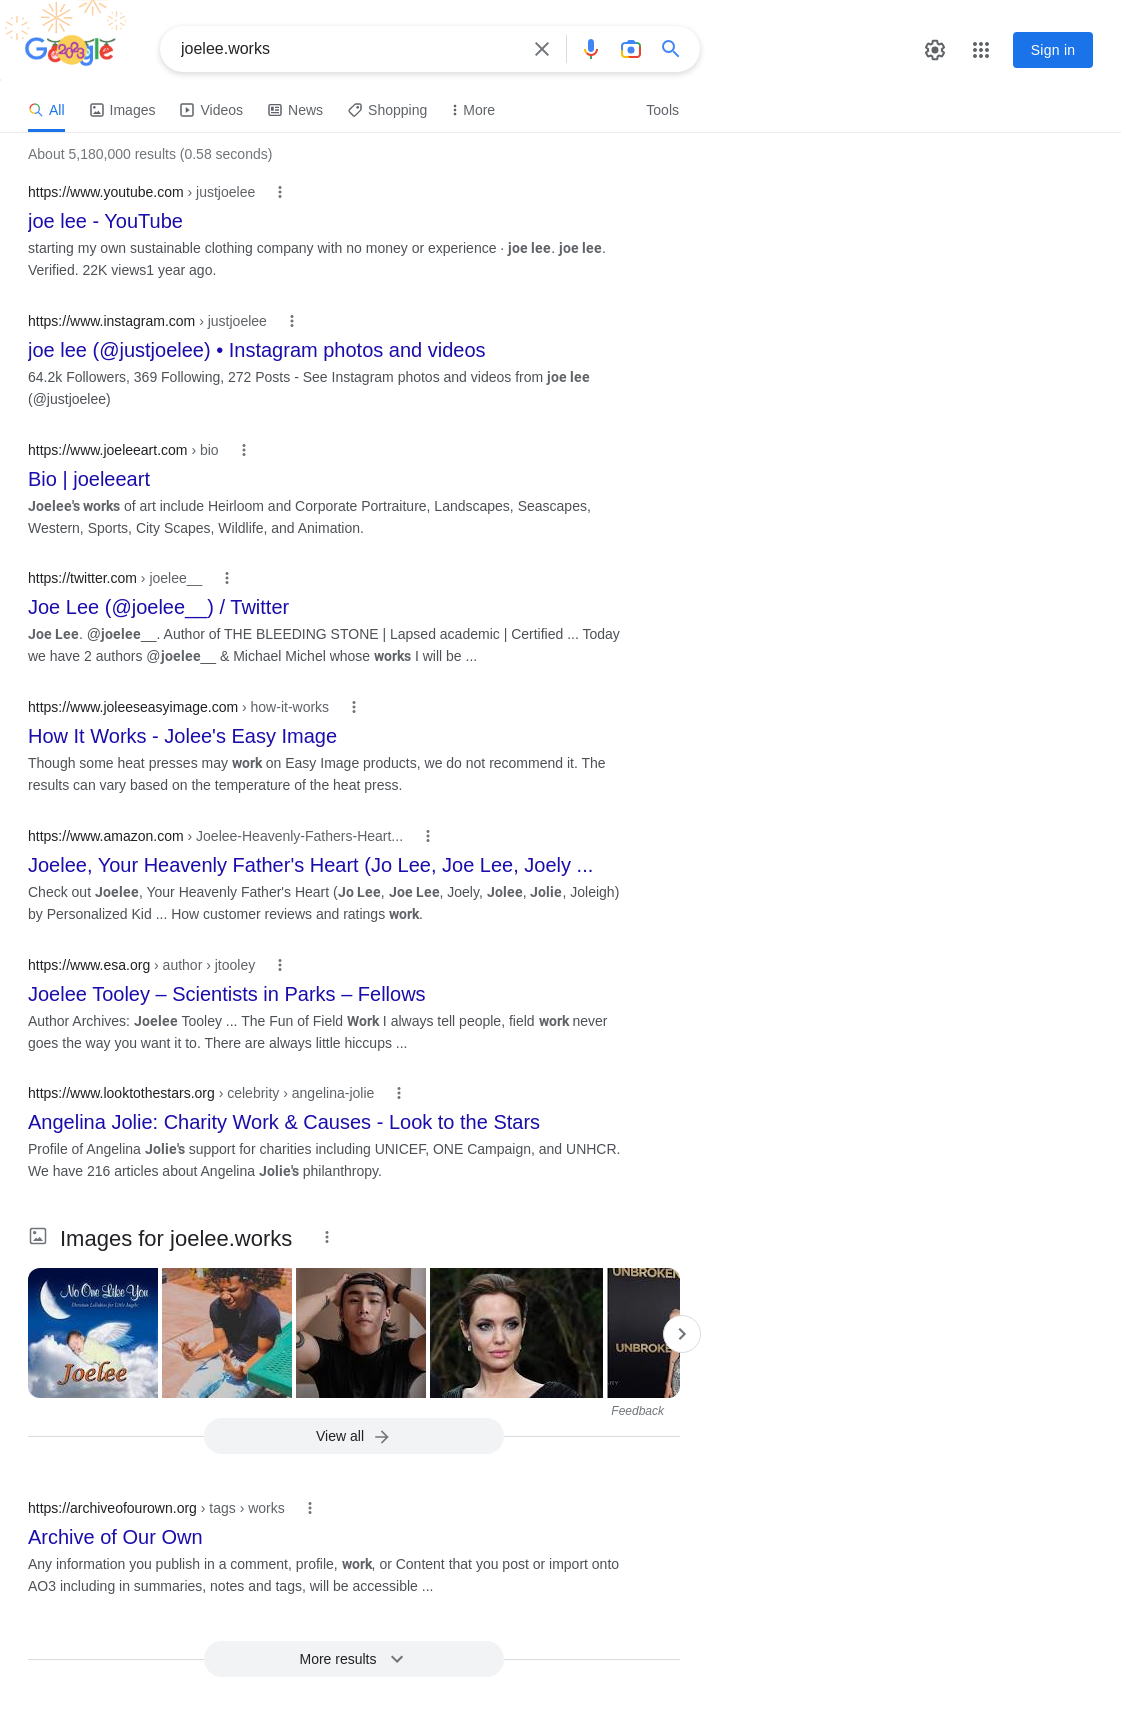 Google
joelee.works
Sign in
All
Images
Videos
News
Shopping
More
Tools
About 5,180,000 results (0.58 seconds)
https://www.youtube.com › justjoelee
joe lee - YouTube
starting my own sustainable clothing company with no money or experience · joe lee. joe lee.
Verified. 22K views1 year ago.
https://www.instagram.com › justjoelee
joe lee (@justjoelee) • Instagram photos and videos
64.2k Followers, 369 Following, 272 Posts - See Instagram photos and videos from joe lee
(@justjoelee)
https://www.joeleeart.com › bio
Bio | joeleeart
Joelee's works of art include Heirloom and Corporate Portraiture, Landscapes, Seascapes,
Western, Sports, City Scapes, Wildlife, and Animation.
https://twitter.com › joelee__
Joe Lee (@joelee__) / Twitter
Joe Lee. @joelee__. Author of THE BLEEDING STONE | Lapsed academic | Certified ... Today
we have 2 authors @joelee__ & Michael Michel whose works I will be ...
https://www.joleeseasyimage.com › how-it-works
How It Works - Jolee's Easy Image
Though some heat presses may work on Easy Image products, we do not recommend it. The
results can vary based on the temperature of the heat press.
https://www.amazon.com › Joelee-Heavenly-Fathers-Heart...
Joelee, Your Heavenly Father's Heart (Jo Lee, Joe Lee, Joely ...
Check out Joelee, Your Heavenly Father's Heart (Jo Lee, Joe Lee, Joely, Jolee, Jolie, Joleigh)
by Personalized Kid ... How customer reviews and ratings work.
https://www.esa.org › author › jtooley
Joelee Tooley – Scientists in Parks – Fellows
Author Archives: Joelee Tooley ... The Fun of Field Work I always tell people, field work never
goes the way you want it to. There are always little hiccups ...
https://www.looktothestars.org › celebrity › angelina-jolie
Angelina Jolie: Charity Work & Causes - Look to the Stars
Profile of Angelina Jolie's support for charities including UNICEF, ONE Campaign, and UNHCR.
We have 216 articles about Angelina Jolie's philanthropy.
Images for joelee.works
No One Like You
Christian Lullabies for Little Angels
Joelee
UNBROKEN
UNBROKE
Feedback
View all
https://archiveofourown.org › tags › works
Archive of Our Own
Any information you publish in a comment, profile, work, or Content that you post or import onto
AO3 including in summaries, notes and tags, will be accessible ...
More results